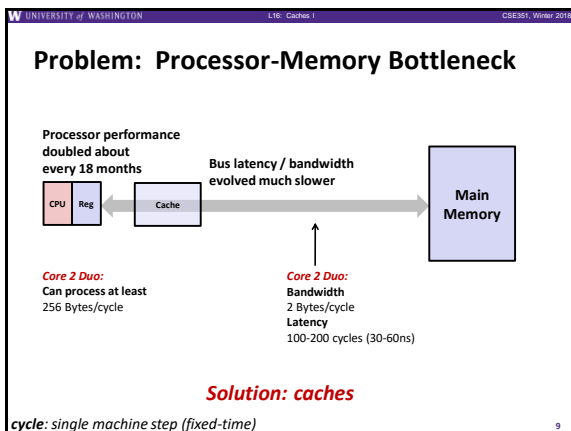 W UNIVERSITY of WASHINGTON
L16: Caches I
CSE351, Winter 2018
Problem: Processor-Memory Bottleneck
Processor performance
doubled about
every 18 months
Bus latency / bandwidth
evolved much slower
CPU
Reg
Cache
Main
Memory
Core 2 Duo:
Can process at least
256 Bytes/cycle
Core 2 Duo:
Bandwidth
2 Bytes/cycle
Latency
100-200 cycles (30-60ns)
Solution: caches
cycle: single machine step (fixed-time)
9